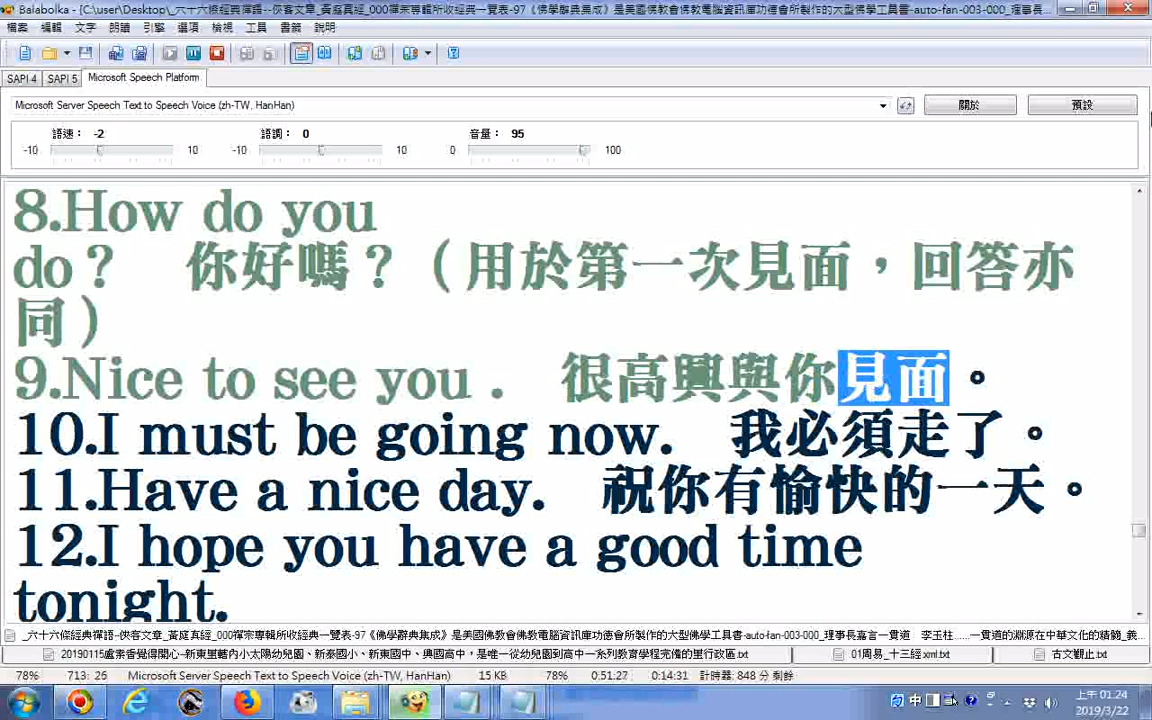 Balabolka - [C:\user\Desktop\_六十六條經典禪語--俠客文章_黃庭真經_000禪宗專輯所收經典一覽表-97《佛學辭典集成》是美國佛教會佛教電腦資訊庫功德會所製作的大型佛學工具書-auto-fan-003-000_理事長...
檔案 編輯 文字 朗讀 引擎 選項 檢視 工具 書籤 說明
SAPI 4 SAPI 5 Microsoft Speech Platform
Microsoft Server Speech Text to Speech Voice (zh-TW, HanHan) 關於 預設
語速： -2 語調： 0 音量： 95
-10 10 -10 10 0 100
8.How do you
do？ 你好嗎？（用於第一次見面，回答亦
同）
9.Nice to see you . 很高興與你見面。
10.I must be going now. 我必須走了。
11.Have a nice day. 祝你有愉快的一天。
12.I hope you have a good time
tonight.
_六十六條經典禪語--俠客文章_黃庭真經_000禪宗專輯所收經典一覽表-97《佛學辭典集成》是美國佛教會佛教電腦資訊庫功德會所製作的大型佛學工具書-auto-fan-003-000_理事長嘉言一貫道 李玉柱......一貫道的淵源在中華文化的精髓_義...
20190115盧素香覺得開心--新東里轄內小太陽幼兒園、新泰國小、新東國中、興國高中，是唯一從幼兒園到高中一系列教育學程完備的里行政區.txt 01周易_十三經xml.txt 古文觀止.txt
78% 713: 26 Microsoft Server Speech Text to Speech Voice (zh-TW, HanHan) 15 KB 78% 0:51:27 0:14:31 計時器: 848 分 剩餘
中 上午 01:24
2019/3/22